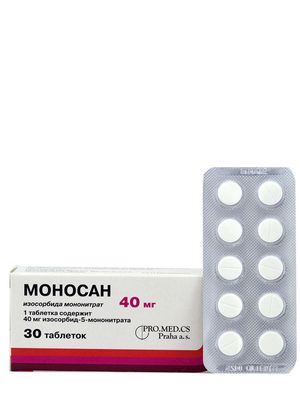 МОНОСАН
изосорбида мононитрат
40 мг
1 таблетка содержит
40 мг изосорбид-5-мононитрата
30 таблеток
PRO.MED.CS
Praha a.s.